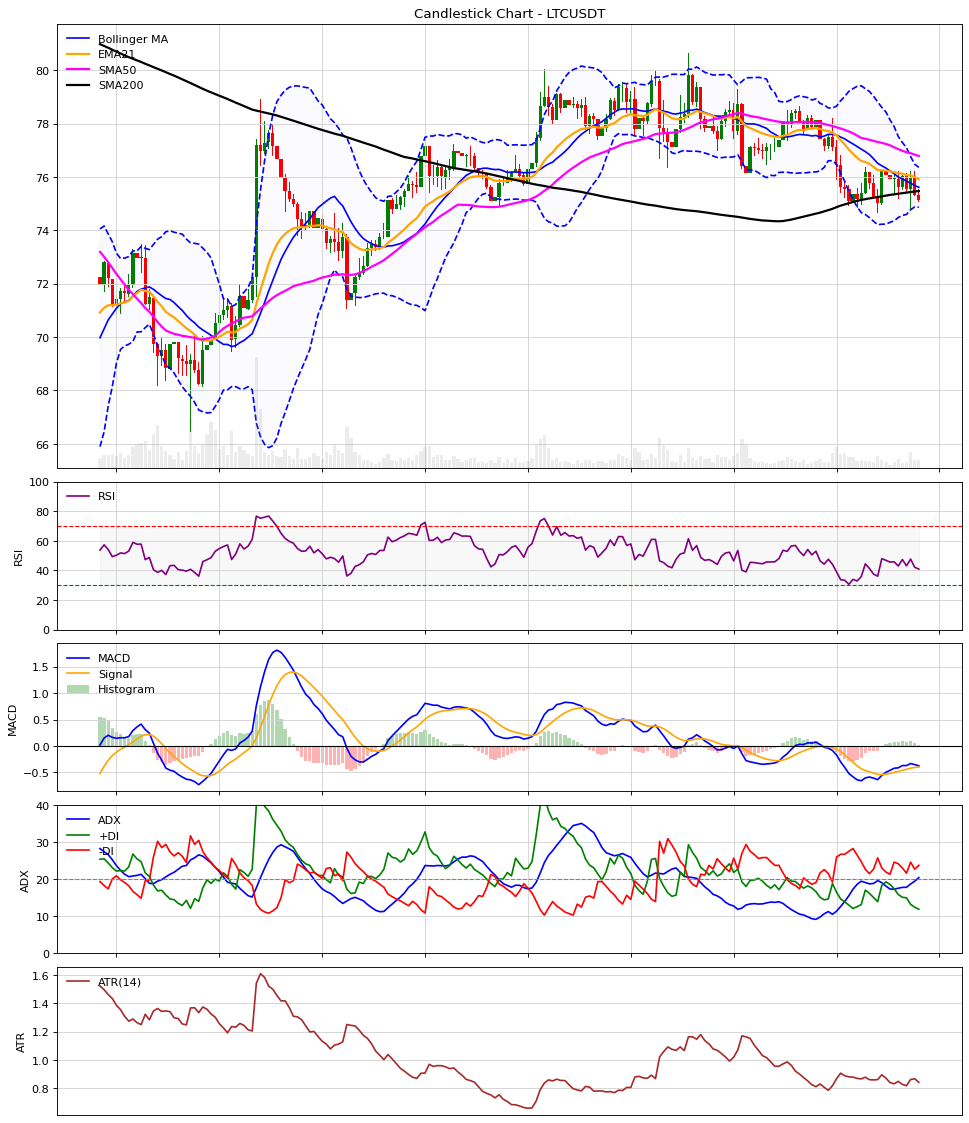 Candlestick Chart - LTCUSDT
Bollinger MA
EMA21
SMA50
SMA200
80
78
76
74
72
70
68
66
RSI
RSI
100
80
60
40
20
0
MACD
MACD
Signal
Histogram
1.5
1.0
0.5
0.0
−0.5
ADX
ADX
+DI
-DI
40
30
20
10
0
ATR
ATR(14)
1.6
1.4
1.2
1.0
0.8